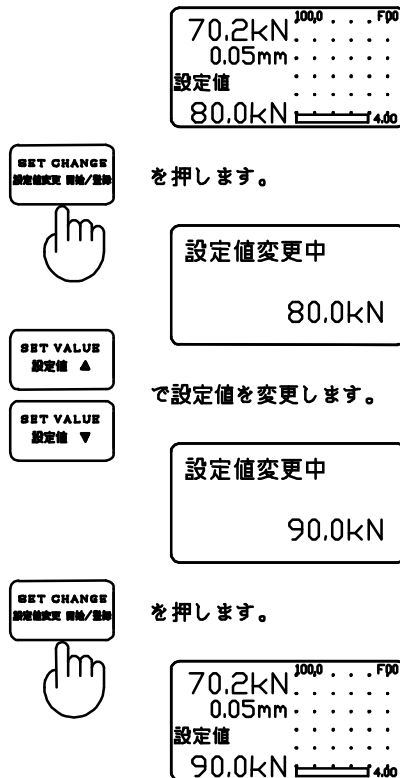 70.2kN 100.0 F00
0.05mm
設定値
80.0kN 4.00
SET CHANGE
設定値変更 開始/登録
を押します。
設定値変更中
80.0kN
SET VALUE
設定値 ▲
SET VALUE
設定値 ▼
で設定値を変更します。
設定値変更中
90.0kN
SET CHANGE
設定値変更 開始/登録
を押します。
70.2kN 100.0 F00
0.05mm
設定値
90.0kN 4.00